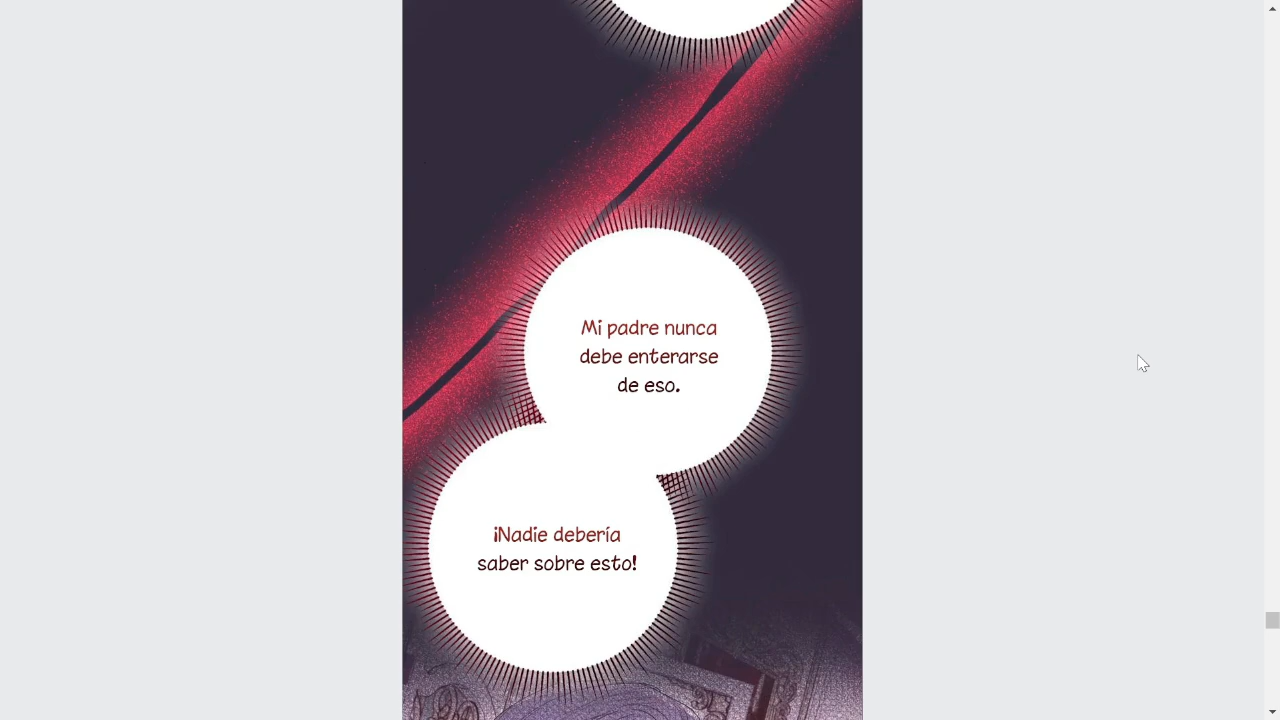 Mi padre nunca
debe enterarse
de eso.
¡Nadie debería
saber sobre esto!